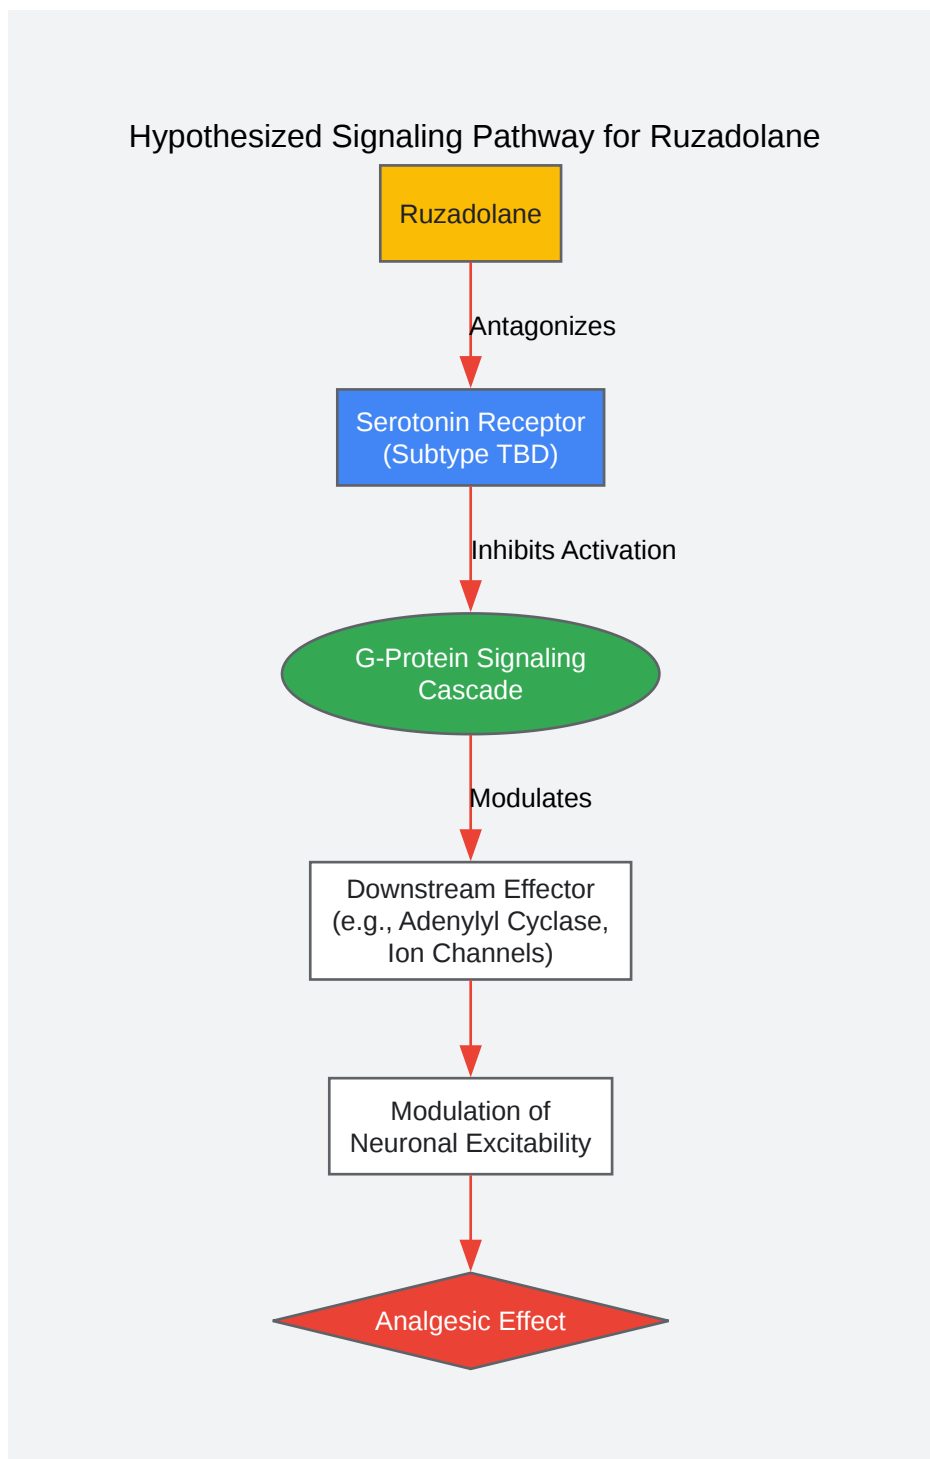 Hypothesized Signaling Pathway for Ruzadolane
Ruzadolane
Antagonizes
Serotonin Receptor
(Subtype TBD)
Inhibits Activation
G-Protein Signaling
Cascade
Modulates
Downstream Effector
(e.g., Adenylyl Cyclase,
Ion Channels)
Modulation of
Neuronal Excitability
Analgesic Effect